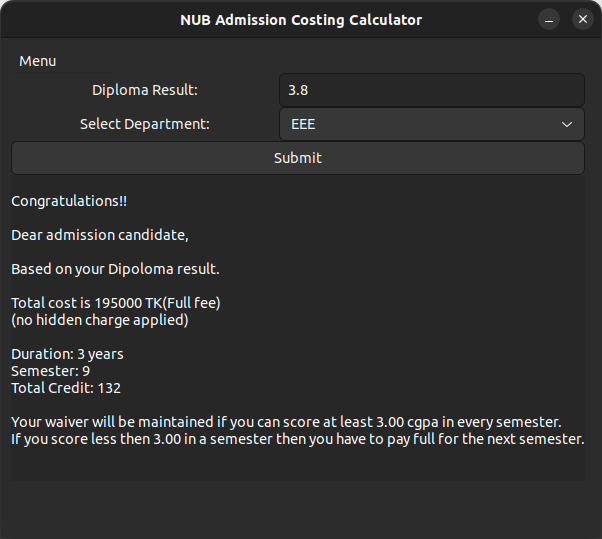 NUB Admission Costing Calculator
Menu
Diploma Result: 3.8
Select Department: EEE
Submit
Congratulations!!
Dear admission candidate,
Based on your Dipoloma result.
Total cost is 195000 TK(Full fee)
(no hidden charge applied)
Duration: 3 years
Semester: 9
Total Credit: 132
Your waiver will be maintained if you can score at least 3.00 cgpa in every semester.
If you score less then 3.00 in a semester then you have to pay full for the next semester.